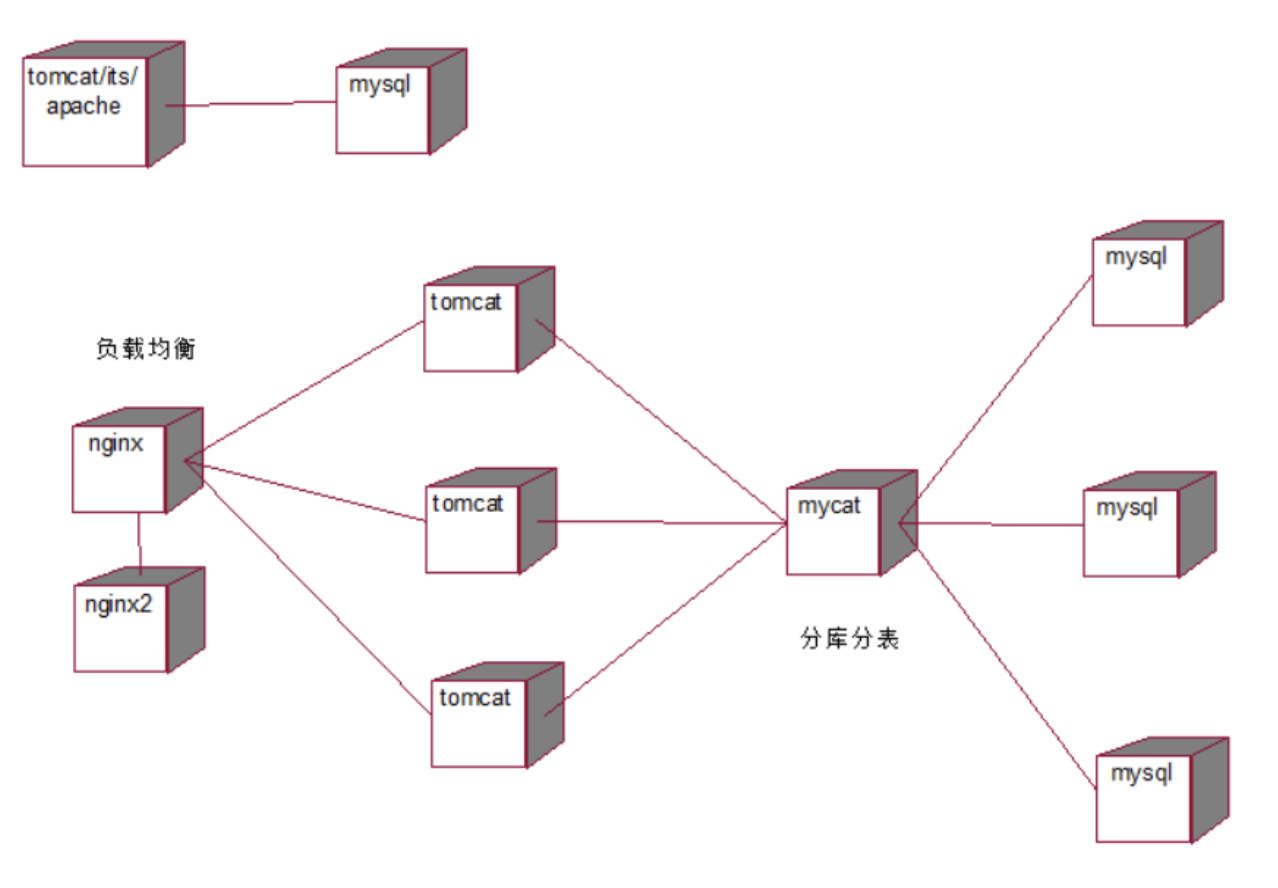 tomcat/its/
apache
mysql
mysql
tomcat
负载均衡
nginx
tomcat
mycat
mysql
nginx2
分库分表
tomcat
mysql